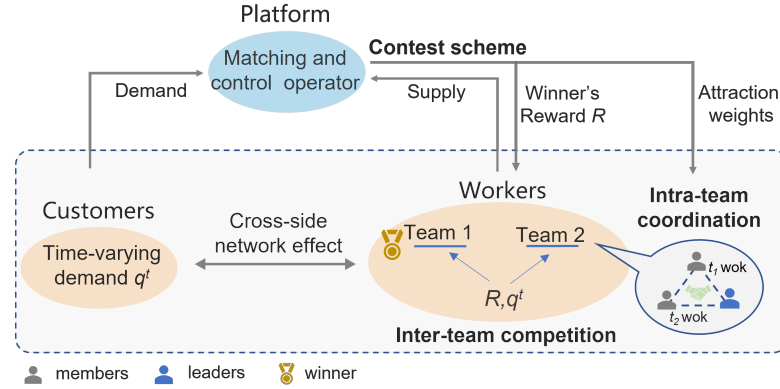 Platform
Matching and
control operator
Contest scheme
Demand
Supply
Winner's
Reward R
Attraction
weights
Customers
Time-varying
demand qᵗ
Cross-side
network effect
Workers
Team 1
Team 2
R,qᵗ
Inter-team competition
Intra-team
coordination
t₁ wok
t₂ wok
members
leaders
winner